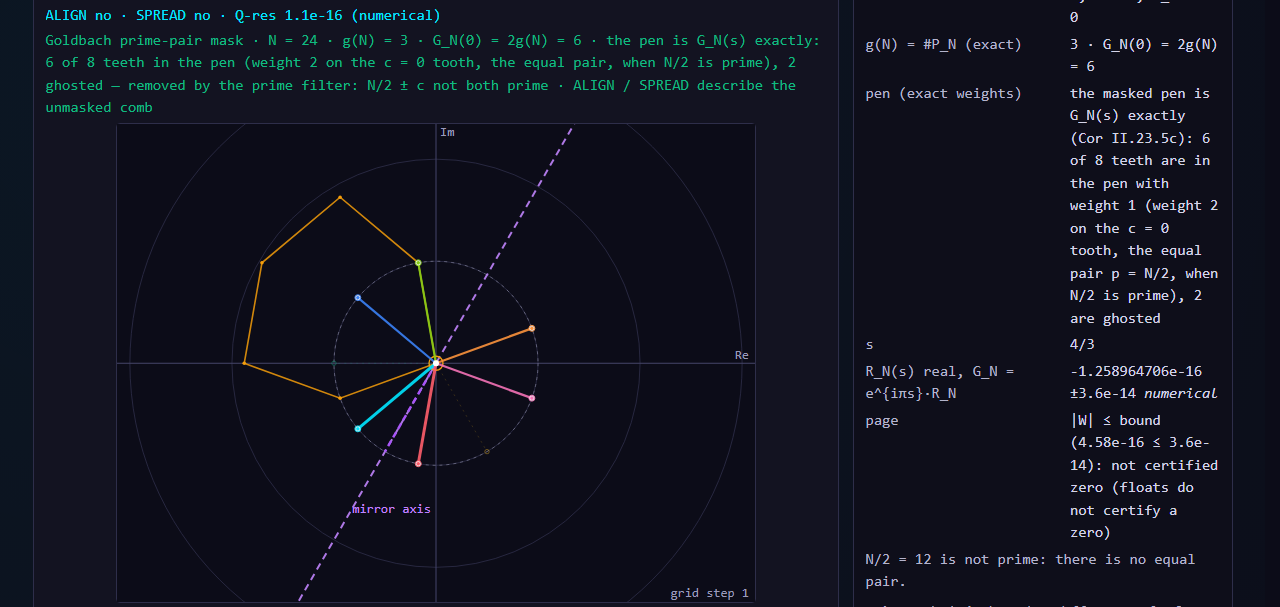 ALIGN no · SPREAD no · Q-res 1.1e-16 (numerical)
Goldbach prime-pair mask · N = 24 · g(N) = 3 · G_N(0) = 2g(N) = 6 · the pen is G_N(s) exactly:
6 of 8 teeth in the pen (weight 2 on the c = 0 tooth, the equal pair, when N/2 is prime), 2
ghosted — removed by the prime filter: N/2 ± c not both prime · ALIGN / SPREAD describe the
unmasked comb
Im
Re
mirror axis
grid step 1
0
g(N) = #P_N (exact)
3 · G_N(0) = 2g(N)
= 6
pen (exact weights)
the masked pen is
G_N(s) exactly
(Cor II.23.5c): 6
of 8 teeth are in
the pen with
weight 1 (weight 2
on the c = 0
tooth, the equal
pair p = N/2, when
N/2 is prime), 2
are ghosted
s
4/3
R_N(s) real, G_N =
e^{iπs}·R_N
-1.258964706e-16
±3.6e-14 numerical
page
|W| ≤ bound
(4.58e-16 ≤ 3.6e-
14): not certified
zero (floats do
not certify a
zero)
N/2 = 12 is not prime: there is no equal
pair.